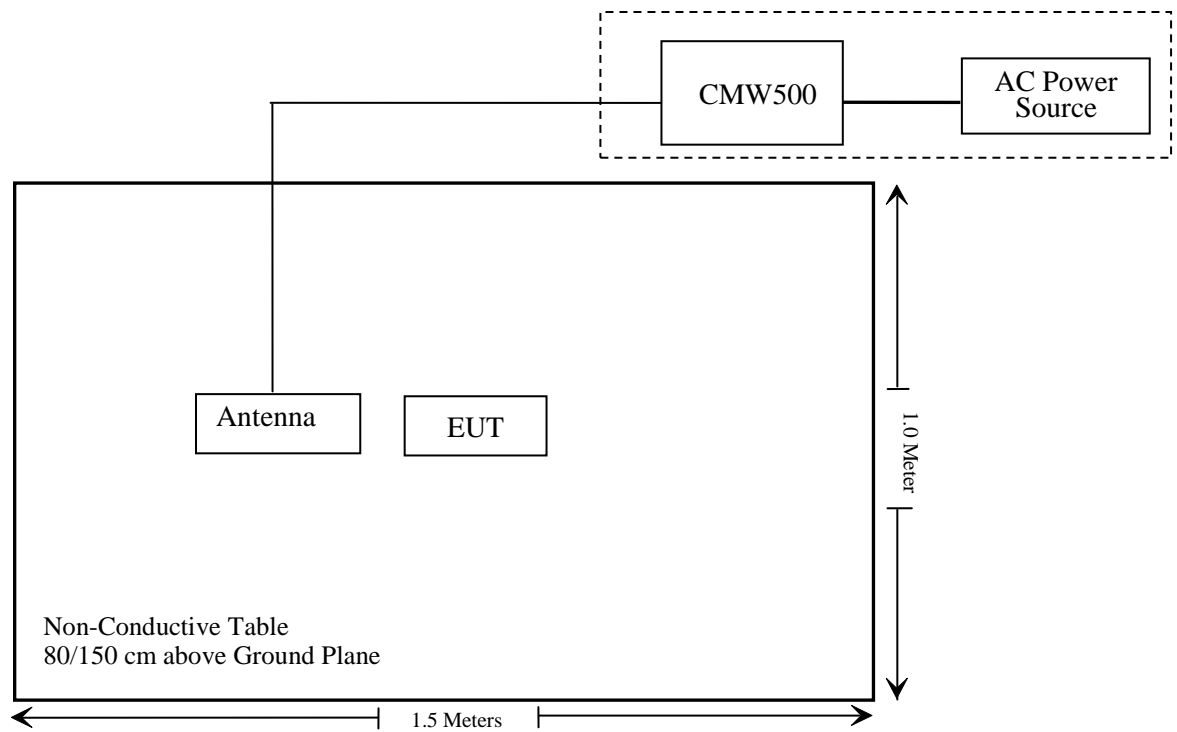 CMW500
AC Power
Source
Antenna
EUT
1.0 Meter
Non-Conductive Table
80/150 cm above Ground Plane
1.5 Meters